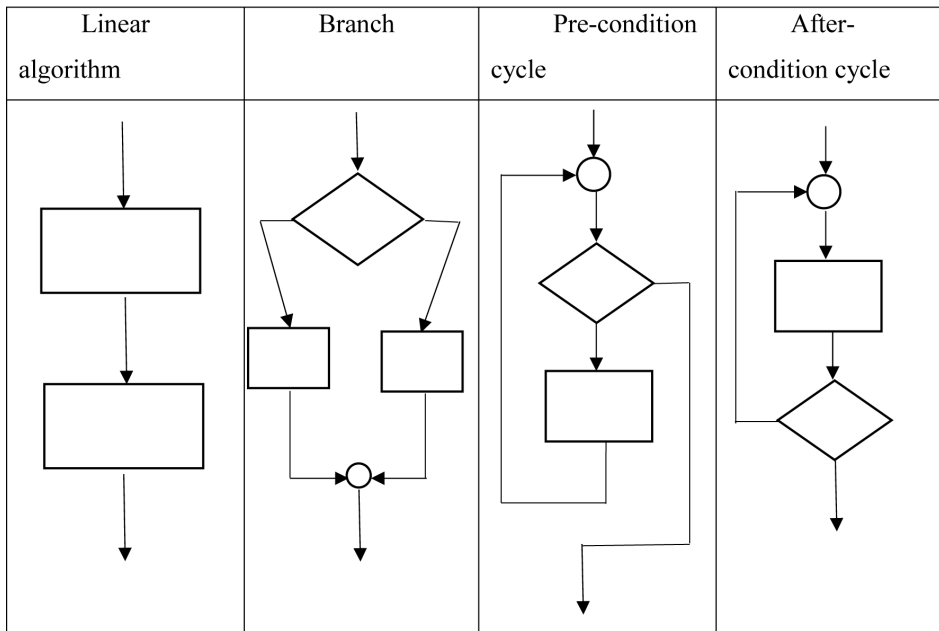 Linear
algorithm
Branch
Pre-condition
cycle
After-
condition cycle